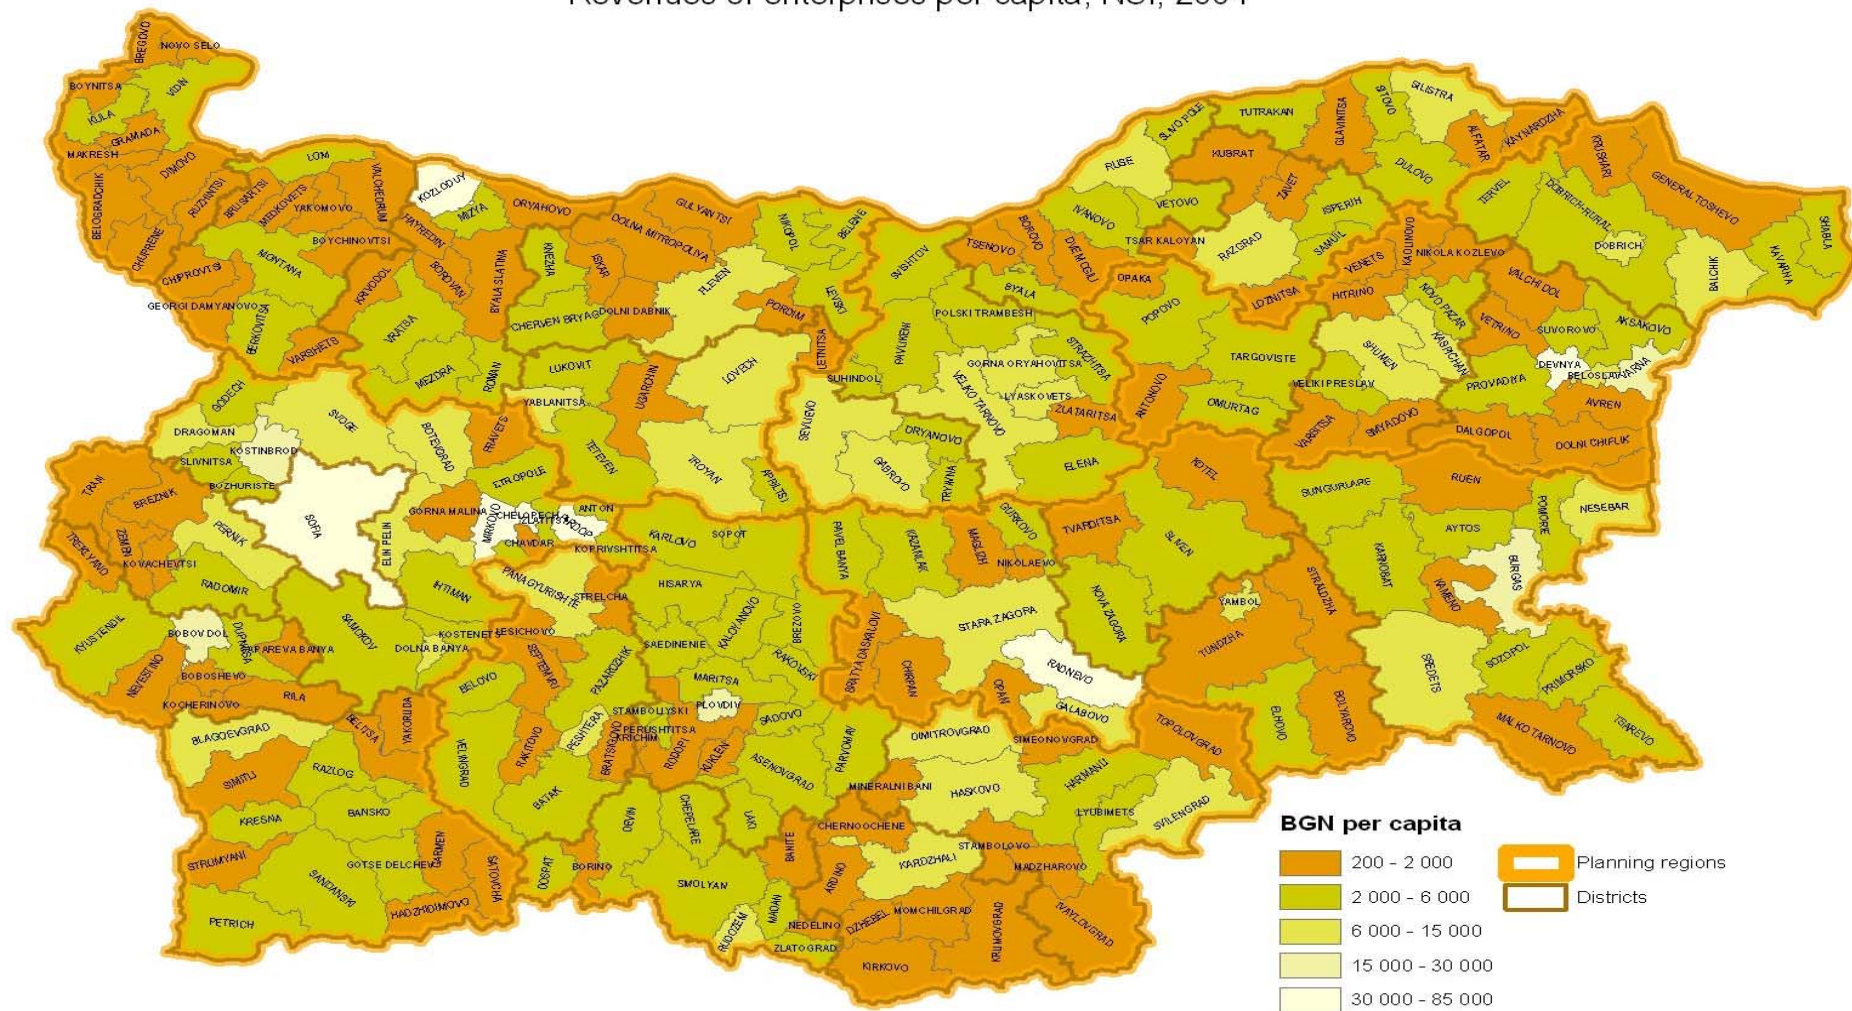 Revenues of enterprises per capita, NSI, 2004
BREGOVO
NOVO SELO
BOYNITSA
VIDIN
KULA
GRAMADA
MAKRESH
DIMOVO
BELOGRADCHIK
RUZHINTSI
CHUPRENE
LOM
BRUSARTSI
MEDKOVETS
YAKOMOVO
VALCHEDRUM
KOZLODUY
MIZYA
ORYAHOVO
HAYREDIN
BOYCHINOVTSI
MONTANA
CHIPROVTSI
GEORGI DAMYANOVO
BERKOVITSA
VARSHETS
KRIVODOL
BOROVAN
BYALA SLATINA
VRATSA
MEZDRA
ROMAN
KNEZHA
ISKAR
DOLNA MITROPOLIYA
GULYANTSI
NIKOPOL
BELENE
PLEVEN
CHERVEN BRYAG
DOLNI DABNIK
PORDIM
LEVSKI
LETNITSA
LUKOVIT
UGARCHIN
LOVECH
YABLANITSA
TETEVEN
TROYAN
APRILTSI
SVISHTOV
TSENOVO
BOROVO
DVE MOGILI
BYALA
POLSKI TRAMBESH
PAVLIKENI
SUHINDOL
STRAZHITSA
GORNA ORYAHOVITSA
VELIKO TARNOVO
LYASKOVETS
ZLATARITSA
ELENA
SEVLIEVO
DRYANOVO
GABROVO
TRYAVNA
RUSE
SLIVO POLE
IVANOVO
VETOVO
TUTRAKAN
GLAVINITSA
SITOVO
SILISTRA
ALFATAR
KAYNARDZHA
DULOVO
KUBRAT
ZAVET
ISPERIH
RAZGRAD
SAMUIL
TSAR KALOYAN
LOZNITSA
OPAKA
POPOVO
TARGOVISTE
ANTONOVO
OMURTAG
KRUSHARI
GENERAL TOSHEVO
TERVEL
DOBRICH-RURAL
DOBRICH
BALCHIK
KAVARNA
SHABLA
VENETS
KAOLINOVO
NIKOLA KOZLEVO
HITRINO
NOVO PAZAR
KASPICHAN
SHUMEN
VELIKI PRESLAV
VARBITSA
SMYADOVO
VALCHI DOL
VETRINO
SUVOROVO
AKSAKOVO
DEVNYA
BELOSLAV
VARNA
PROVADIYA
AVREN
DALGOPOL
DOLNI CHIFLIK
GODECH
SVOGE
DRAGOMAN
KOSTINBROD
SLIVNITSA
BOZHURISTE
BOTEVGRAD
PRAVETS
ETROPOLE
SOFIA
ELIN PELIN
GORNA MALINA
MIRKOVO
CHELOPECH
ZLATITSA
PIRDOP
ANTON
CHAVDAR
KOPRIVSHTITSA
IHTIMAN
SAMOKOV
KOSTENETS
DOLNA BANYA
TRAN
BREZNIK
ZEMEN
KOVACHEVTSI
PERNIK
RADOMIR
TREKLYANO
KYUSTENDIL
BOBOV DOL
DUPNITSA
SAPAREVA BANYA
NEVESTINO
BOBOSHEVO
KOCHERINOVO
RILA
BLAGOEVGRAD
BELITSA
YAKORUDA
SIMITLI
RAZLOG
BANSKO
KRESNA
STRUMYANI
GOTSE DELCHEV
GARMEN
SATOVCHA
SANDANSKI
HADZHIDIMOVO
PETRICH
PANAGYURISHTE
STRELCHA
LESICHOVO
SEPTEMVRI
PAZARDZHIK
BELOVO
VELINGRAD
RAKITOVO
PESHTERA
BRATSIGOVO
BATAK
KARLOVO
SOPOT
HISARYA
KALOYANOVO
BREZOVO
SAEDINENIE
RAKOVSKI
MARITSA
PLOVDIV
STAMBOLIYSKI
PERUSHTITSA
KRICHIM
RODOPI
KUKLEN
SADOVO
ASENOVGRAD
PARVOMAY
LAKI
DEVIN
CHEPELARE
DOSPAT
BORINO
SMOLYAN
BANITE
RUDOZEM
MADAN
NEDELINO
ZLATOGRAD
PAVEL BANYA
KAZANLAK
MAGLIZH
GURKOVO
NIKOLAEVO
STARA ZAGORA
BRATYA DASKALOVI
CHIRPAN
OPAN
RADNEVO
GALABOVO
KOTEL
TVARDITSA
SLIVEN
NOVA ZAGORA
YAMBOL
TUNDZHA
STRALDZHA
ELHOVO
BOLYAROVO
SUNGURLARE
RUEN
POMORIE
NESEBAR
AYTOS
KARNOBAT
BURGAS
KAMENO
SREDETS
SOZOPOL
PRIMORSKO
TSAREVO
MALKO TARNOVO
DIMITROVGRAD
SIMEONOVGRAD
TOPOLOVGRAD
MINERALNI BANI
HASKOVO
HARMANLI
LYUBIMETS
SVILENGRAD
STAMBOLOVO
MADZHAROVO
IVAYLOVGRAD
CHERNOOCHENE
KARDZHALI
ARDINO
DZHEBEL
MOMCHILGRAD
KRUMOVGRAD
KIRKOVO
BGN per capita
200 - 2 000
2 000 - 6 000
6 000 - 15 000
15 000 - 30 000
30 000 - 85 000
Planning regions
Districts